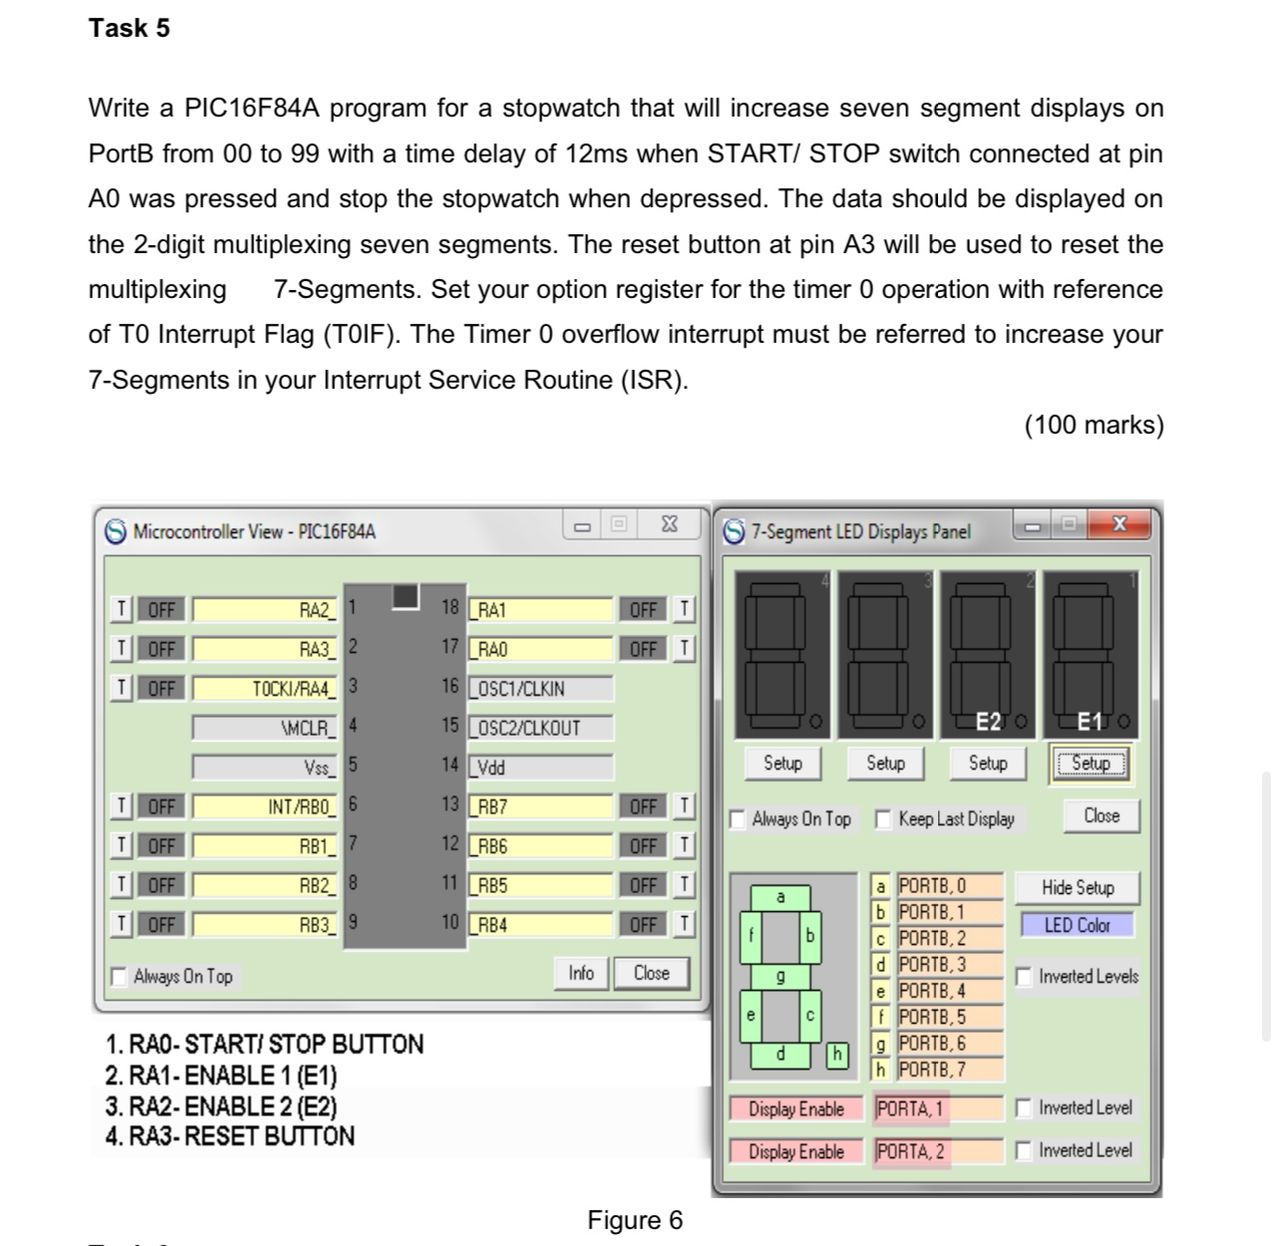 Task 5
Write a PIC16F84A program for a stopwatch that will increase seven segment displays on
PortB from 00 to 99 with a time delay of 12ms when START/ STOP switch connected at pin
A0 was pressed and stop the stopwatch when depressed. The data should be displayed on
the 2-digit multiplexing seven segments. The reset button at pin A3 will be used to reset the
multiplexing 7-Segments. Set your option register for the timer 0 operation with reference
of T0 Interrupt Flag (T0IF). The Timer 0 overflow interrupt must be referred to increase your
7-Segments in your Interrupt Service Routine (ISR).
(100 marks)
Microcontroller View - PIC16F84A
T OFF RA2_ 1 18 _RA1 OFF T
T OFF RA3_ 2 17 _RA0 OFF T
T OFF T0CKI/RA4_ 3 16 _OSC1/CLKIN
\MCLR_ 4 15 _OSC2/CLKOUT
Vss_ 5 14 _Vdd
T OFF INT/RB0_ 6 13 _RB7 OFF T
T OFF RB1_ 7 12 _RB6 OFF T
T OFF RB2_ 8 11 _RB5 OFF T
T OFF RB3_ 9 10 _RB4 OFF T
Always On Top Info Close
1. RA0- START/ STOP BUTTON
2. RA1- ENABLE 1 (E1)
3. RA2- ENABLE 2 (E2)
4. RA3- RESET BUTTON
7-Segment LED Displays Panel
4 3 2 1
E2 E1
Setup Setup Setup Setup
Always On Top Keep Last Display Close
a f b g e c d h
a PORTB,0
b PORTB,1
c PORTB,2
d PORTB,3
e PORTB,4
f PORTB,5
g PORTB,6
h PORTB,7
Hide Setup
LED Color
Inverted Levels
Display Enable PORTA,1 Inverted Level
Display Enable PORTA,2 Inverted Level
Figure 6